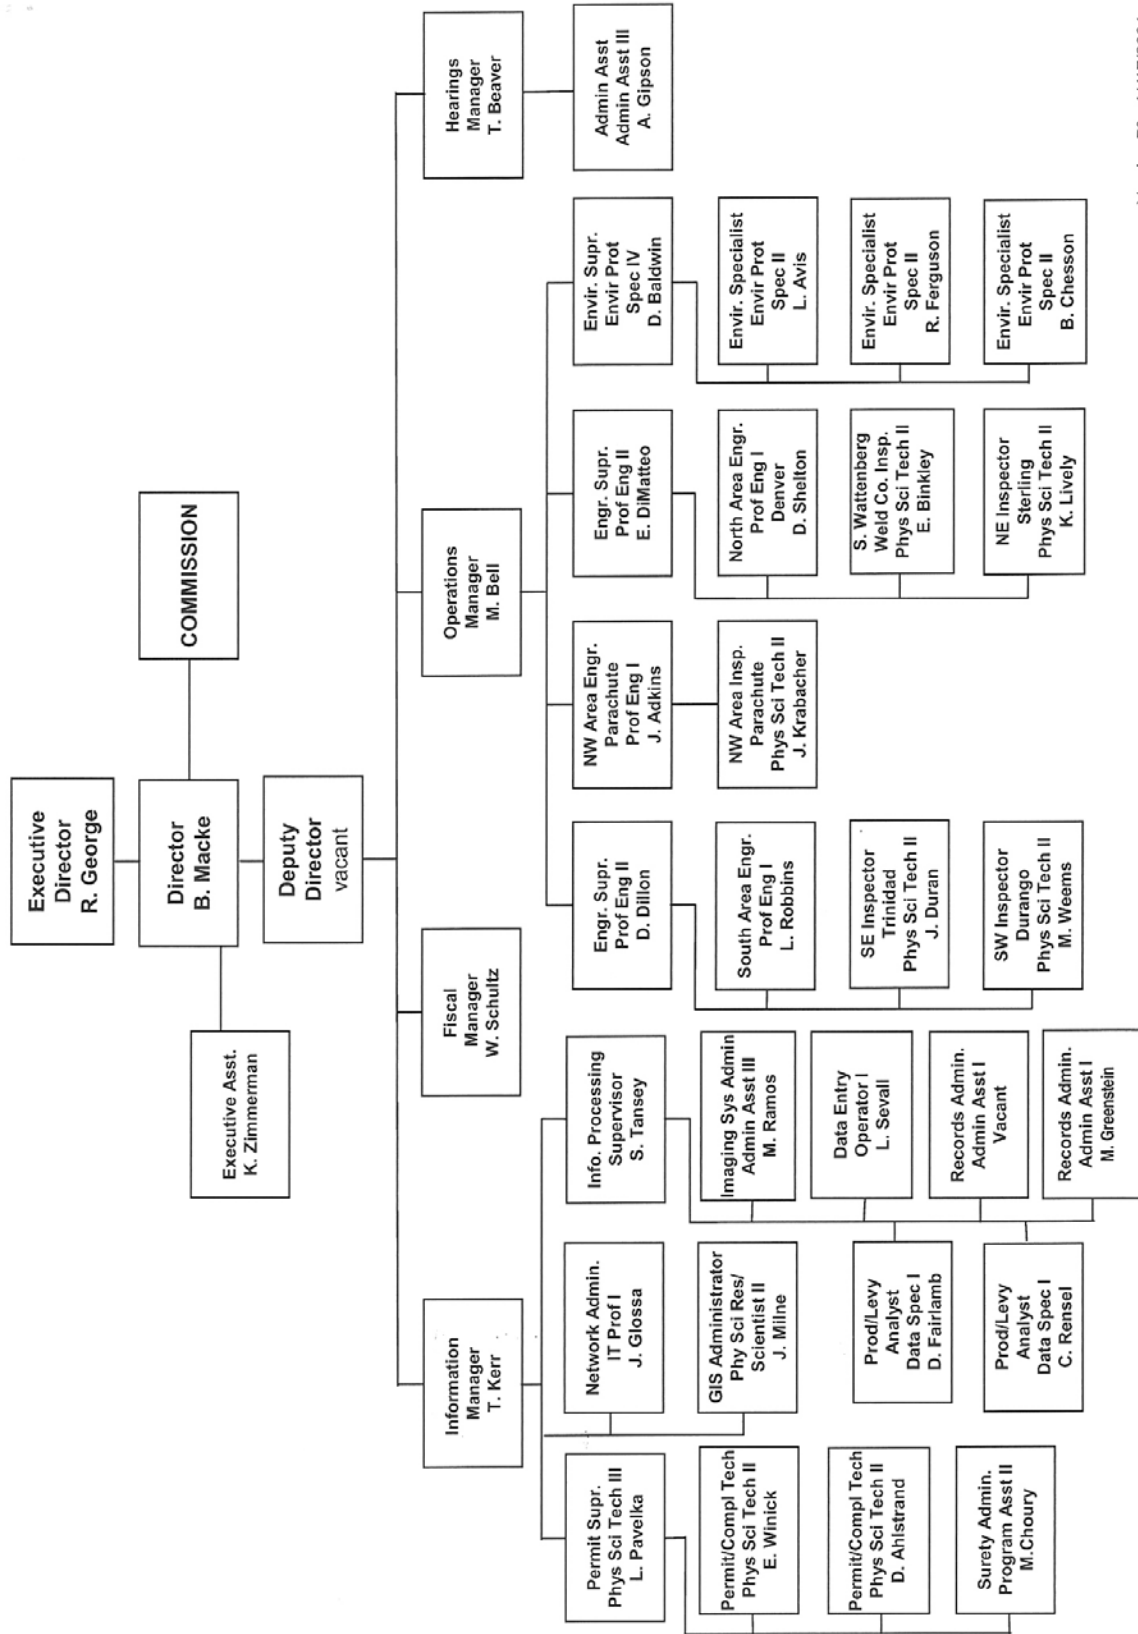 Executive
Director
R. George
Director
B. Macke
COMMISSION
Executive Asst.
K. Zimmerman
Deputy
Director
vacant
Information
Manager
T. Kerr
Fiscal
Manager
W. Schultz
Operations
Manager
M. Bell
Hearings
Manager
T. Beaver
Permit Supr.
Phys Sci Tech III
L. Pavelka
Network Admin.
IT Prof I
J. Glossa
Info. Processing
Supervisor
S. Tansey
Engr. Supr.
Prof Eng II
D. Dillon
NW Area Engr.
Parachute
Prof Eng I
J. Adkins
Engr. Supr.
Prof Eng II
E. DiMatteo
Envir. Supr.
Envir Prot
Spec IV
D. Baldwin
Admin Asst
Admin Asst III
A. Gipson
Permit/Compl Tech
Phys Sci Tech II
E. Winick
GIS Administrator
Phy Sci Res/
Scientist II
J. Milne
Imaging Sys Admin
Admin Asst III
M. Ramos
South Area Engr.
Prof Eng I
L. Robbins
NW Area Insp.
Parachute
Phys Sci Tech II
J. Krabacher
North Area Engr.
Prof Eng I
Denver
D. Shelton
Envir. Specialist
Envir Prot
Spec II
L. Avis
Permit/Compl Tech
Phys Sci Tech II
D. Ahlstrand
Prod/Levy
Analyst
Data Spec I
D. Fairlamb
Data Entry
Operator I
L. Sevall
SE Inspector
Trinidad
Phys Sci Tech II
J. Duran
S. Wattenberg
Weld Co. Insp.
Phys Sci Tech II
E. Binkley
Envir. Specialist
Envir Prot
Spec II
R. Ferguson
Surety Admin.
Program Asst II
M.Choury
Prod/Levy
Analyst
Data Spec I
C. Rensel
Records Admin.
Admin Asst I
Vacant
SW Inspector
Durango
Phys Sci Tech II
M. Weems
NE Inspector
Sterling
Phys Sci Tech II
K. Lively
Envir. Specialist
Envir Prot
Spec II
B. Chesson
Records Admin.
Admin Asst I
M. Greenstein